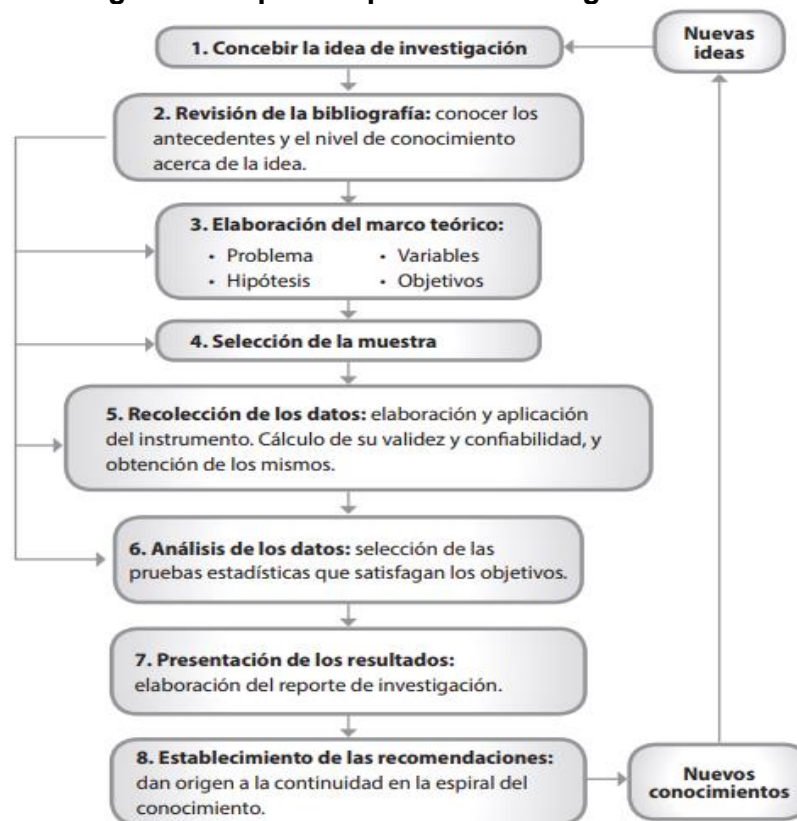 1. Concebir la idea de investigación
Nuevas
ideas
2. Revisión de la bibliografía: conocer los
antecedentes y el nivel de conocimiento
acerca de la idea.
3. Elaboración del marco teórico:
• Problema • Variables
• Hipótesis • Objetivos
4. Selección de la muestra
5. Recolección de los datos: elaboración y aplicación
del instrumento. Cálculo de su validez y confiabilidad, y
obtención de los mismos.
6. Análisis de los datos: selección de las
pruebas estadísticas que satisfagan los objetivos.
7. Presentación de los resultados:
elaboración del reporte de investigación.
8. Establecimiento de las recomendaciones:
dan origen a la continuidad en la espiral del
conocimiento.
Nuevos
conocimientos